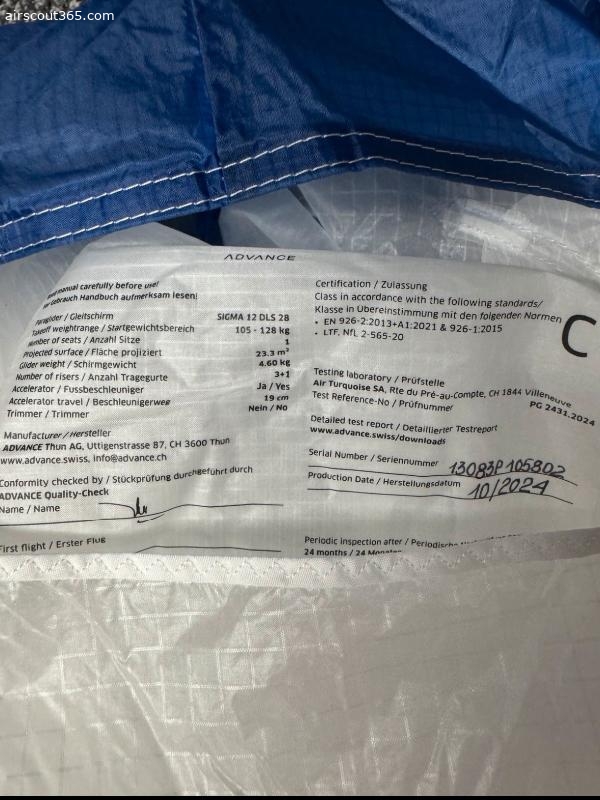 airscout365.com
ADVANCE
manual carefully before use!
Gebrauch Handbuch aufmerksam lesen!
Paraglider / Gleitschirm SIGMA 12 DLS 28
Takeoff weightrange / Startgewichtsbereich 105 - 128 kg
Number of seats / Anzahl Sitze 1
Projected surface / Fläche projiziert 23.3 m²
Glider weight / Schirmgewicht 4.60 kg
Number of risers / Anzahl Tragegurte 3+1
Accelerator / Fussbeschleuniger Ja / Yes
Accelerator travel / Beschleunigerweg 19 cm
Trimmer / Trimmer Nein / No
Manufacturer / Hersteller
ADVANCE Thun AG, Uttigenstrasse 87, CH 3600 Thun
www.advance.swiss, info@advance.ch
Conformity checked by / Stückprüfung durchgeführt durch
ADVANCE Quality-Check
Name / Name
First flight / Erster Flug
Certification / Zulassung
Class in accordance with the following standards/
Klasse in Übereinstimmung mit den folgenden Normen
• EN 926-2:2013+A1:2021 & 926-1:2015
• LTF, NfL 2-565-20
C
Testing laboratory / Prüfstelle
Air Turquoise SA, Rte du Pré-au-Compte, CH 1844 Villeneuve
Test Reference-No / Prüfnummer PG 2431.2024
Detailed test report / Detaillierter Testreport
www.advance.swiss/downloads
Serial Number / Seriennummer 13083P105802
Production Date / Herstellungsdatum 10/2024
Periodic inspection after / Periodische
24 months / 24